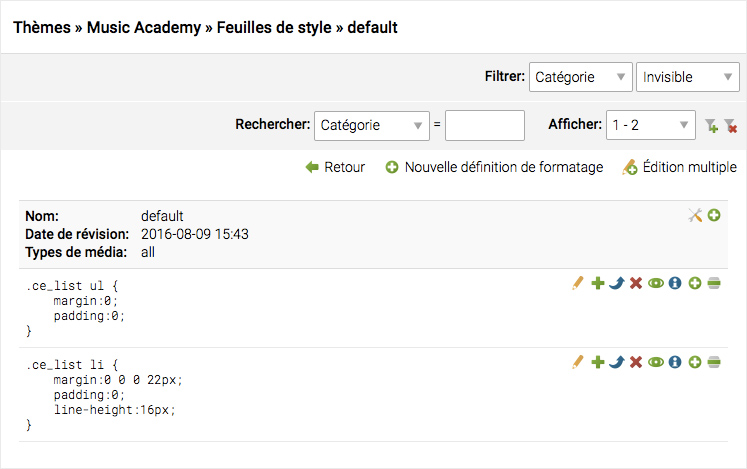 Thèmes » Music Academy » Feuilles de style » default
Filtrer: Catégorie Invisible
Rechercher: Catégorie = Afficher: 1 - 2
Retour Nouvelle définition de formatage Édition multiple
Nom: default
Date de révision: 2016-08-09 15:43
Types de média: all
.ce_list ul {
    margin:0;
    padding:0;
}
.ce_list li {
    margin:0 0 0 22px;
    padding:0;
    line-height:16px;
}